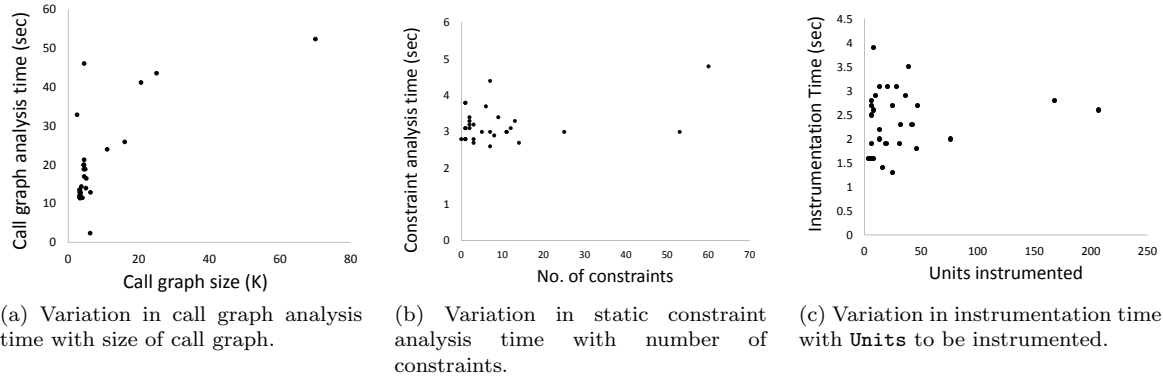 60
50
40
30
20
10
0
0 20 40 60 80
Call graph analysis time (sec)
Call graph size (K)
(a) Variation in call graph analysis
time with size of call graph.
6
5
4
3
2
1
0
0 10 20 30 40 50 60 70
Constraint analysis time (sec)
No. of constraints
(b) Variation in static constraint
analysis time with number of
constraints.
4.5
4
3.5
3
2.5
2
1.5
1
0.5
0
0 50 100 150 200 250
Instrumentation Time (sec)
Units instrumented
(c) Variation in instrumentation time
with Units to be instrumented.